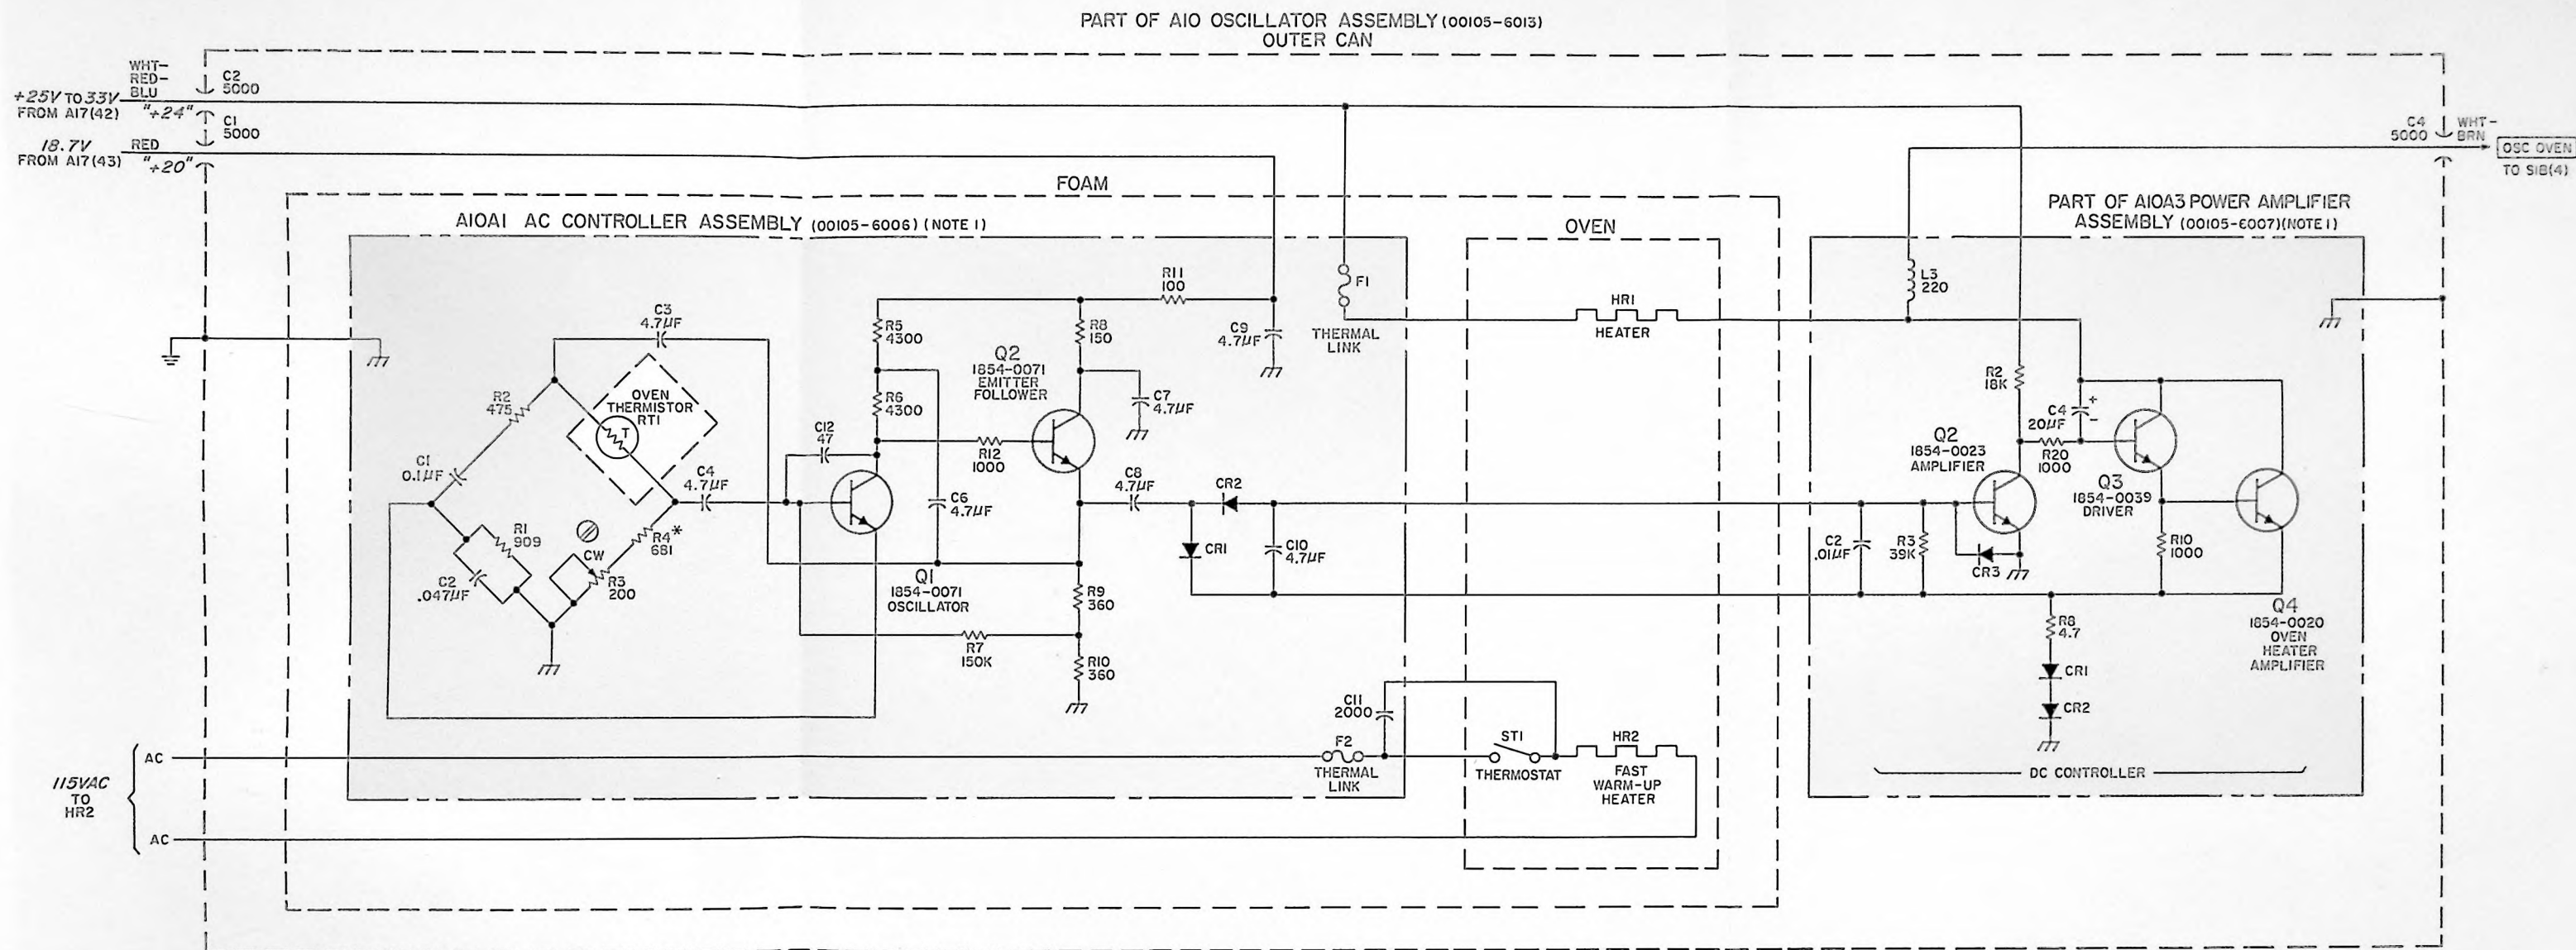 PART OF A10 OSCILLATOR ASSEMBLY (00105-6013)
OUTER CAN
WHT-
RED-
BLU
C2
5000
+25V TO 33V
FROM A17(42)
"+24"
C1
5000
18.7V
FROM A17(43)
RED
"+20"
C4
5000
WHT-
BRN
OSC OVEN
TO S1B(4)
FOAM
A10A1 AC CONTROLLER ASSEMBLY (00105-6006) (NOTE 1)
OVEN
PART OF A10A3 POWER AMPLIFIER
ASSEMBLY (00105-6007)(NOTE 1)
R11
100
F1
THERMAL
LINK
HR1
HEATER
L3
220
C3
4.7µF
R5
4300
R8
150
C9
4.7µF
Q2
1854-0071
EMITTER
FOLLOWER
R2
475
OVEN
THERMISTOR
RT1
T
R6
4300
C7
4.7µF
R2
18K
C4
20µF
+
-
C12
47
R12
1000
Q2
1854-0023
AMPLIFIER
R20
1000
C1
0.1µF
C4
4.7µF
C8
4.7µF
CR2
Q3
1854-0039
DRIVER
C6
4.7µF
R1
909
CW
R4*
681
CR1
C10
4.7µF
C2
.01µF
R3
39K
CR3
R10
1000
C2
.047µF
R3
200
Q1
1854-0071
OSCILLATOR
R9
360
Q4
1854-0020
OVEN
HEATER
AMPLIFIER
R8
4.7
R7
150K
R10
360
CR1
CR2
C11
2000
F2
THERMAL
LINK
ST1
THERMOSTAT
HR2
FAST
WARM-UP
HEATER
DC CONTROLLER
AC
115VAC
TO
HR2
AC